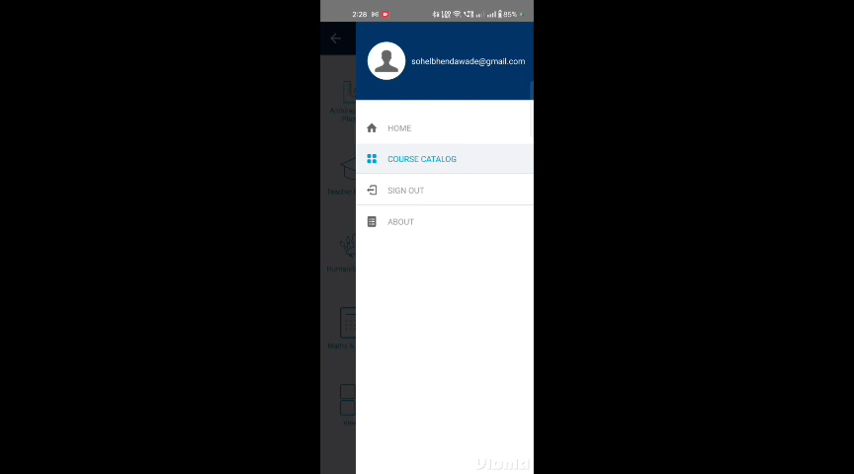 2:28
85%
sohelbhendawade@gmail.com
HOME
COURSE CATALOG
SIGN OUT
ABOUT